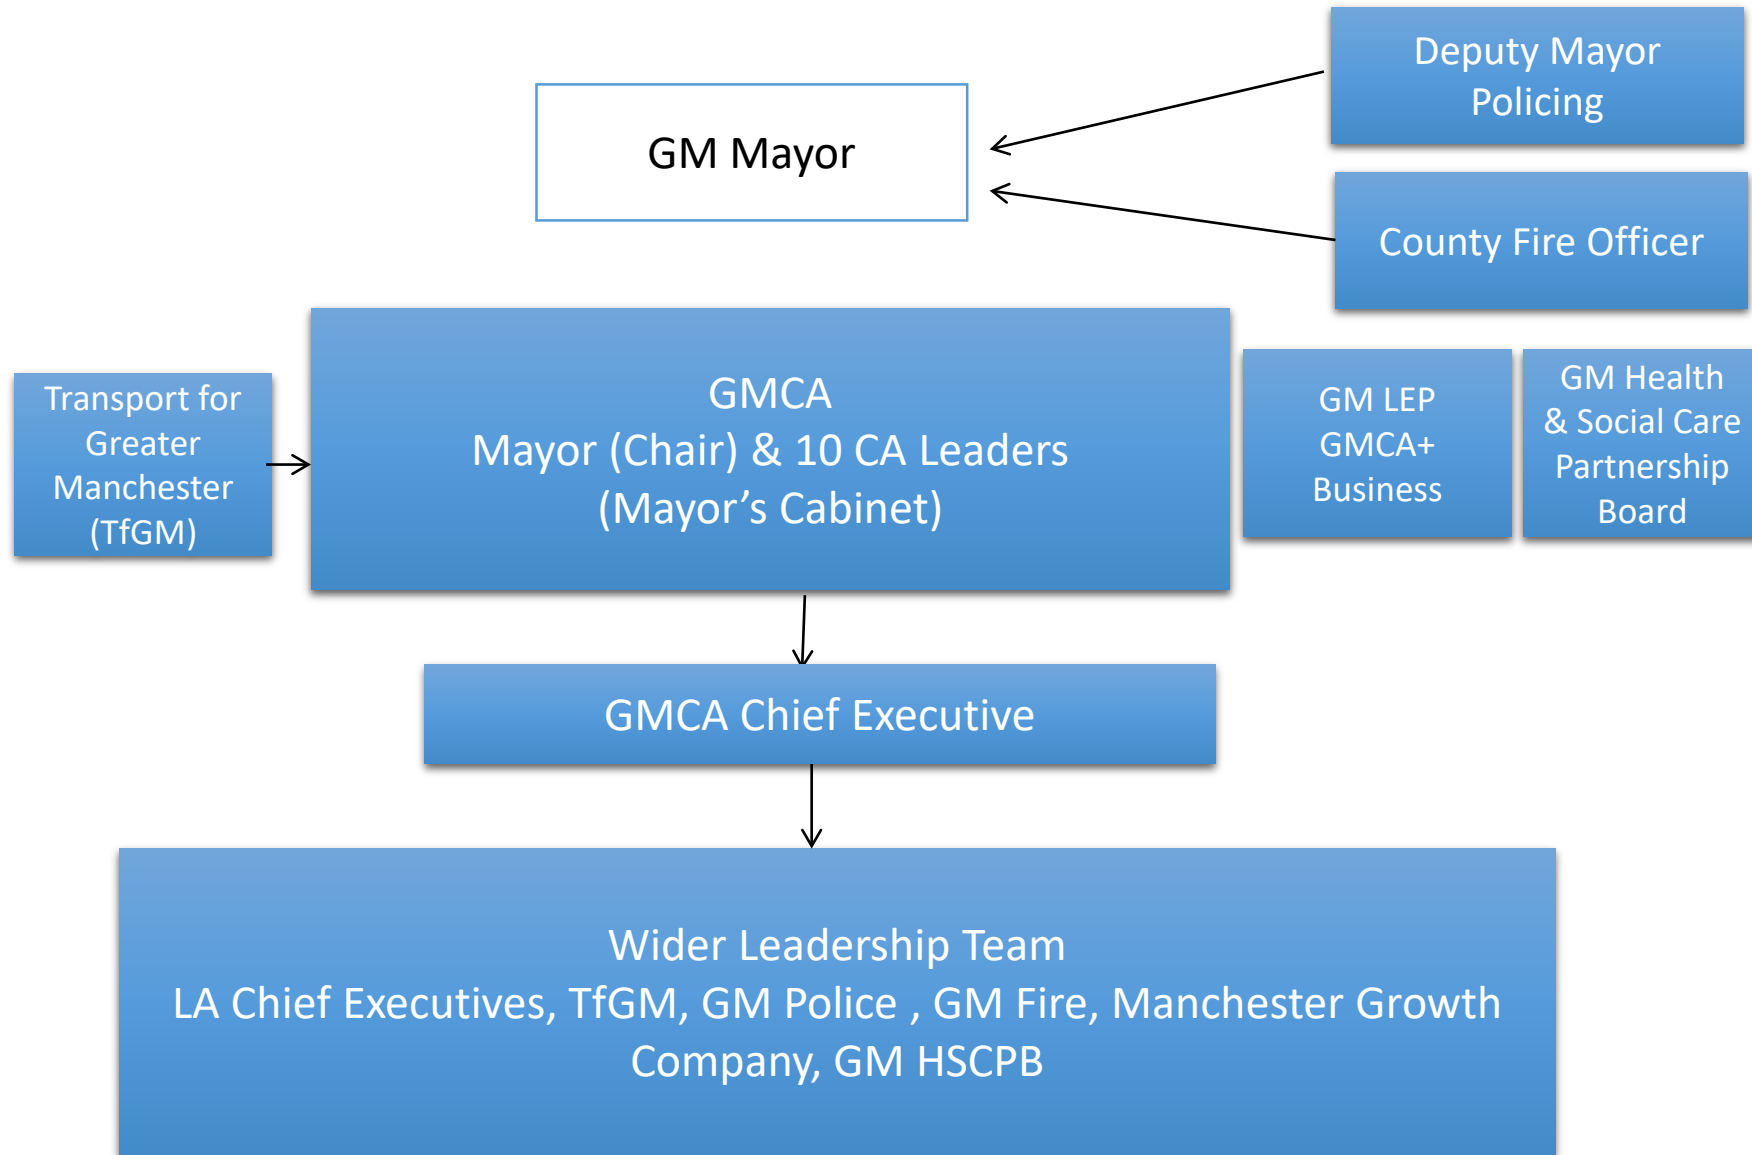 Deputy Mayor
Policing
GM Mayor
County Fire Officer
Transport for
Greater
Manchester
(TfGM)
GMCA
Mayor (Chair) & 10 CA Leaders
(Mayor’s Cabinet)
GM LEP
GMCA+
Business
GM Health
& Social Care
Partnership
Board
GMCA Chief Executive
Wider Leadership Team
LA Chief Executives, TfGM, GM Police , GM Fire, Manchester Growth
Company, GM HSCPB